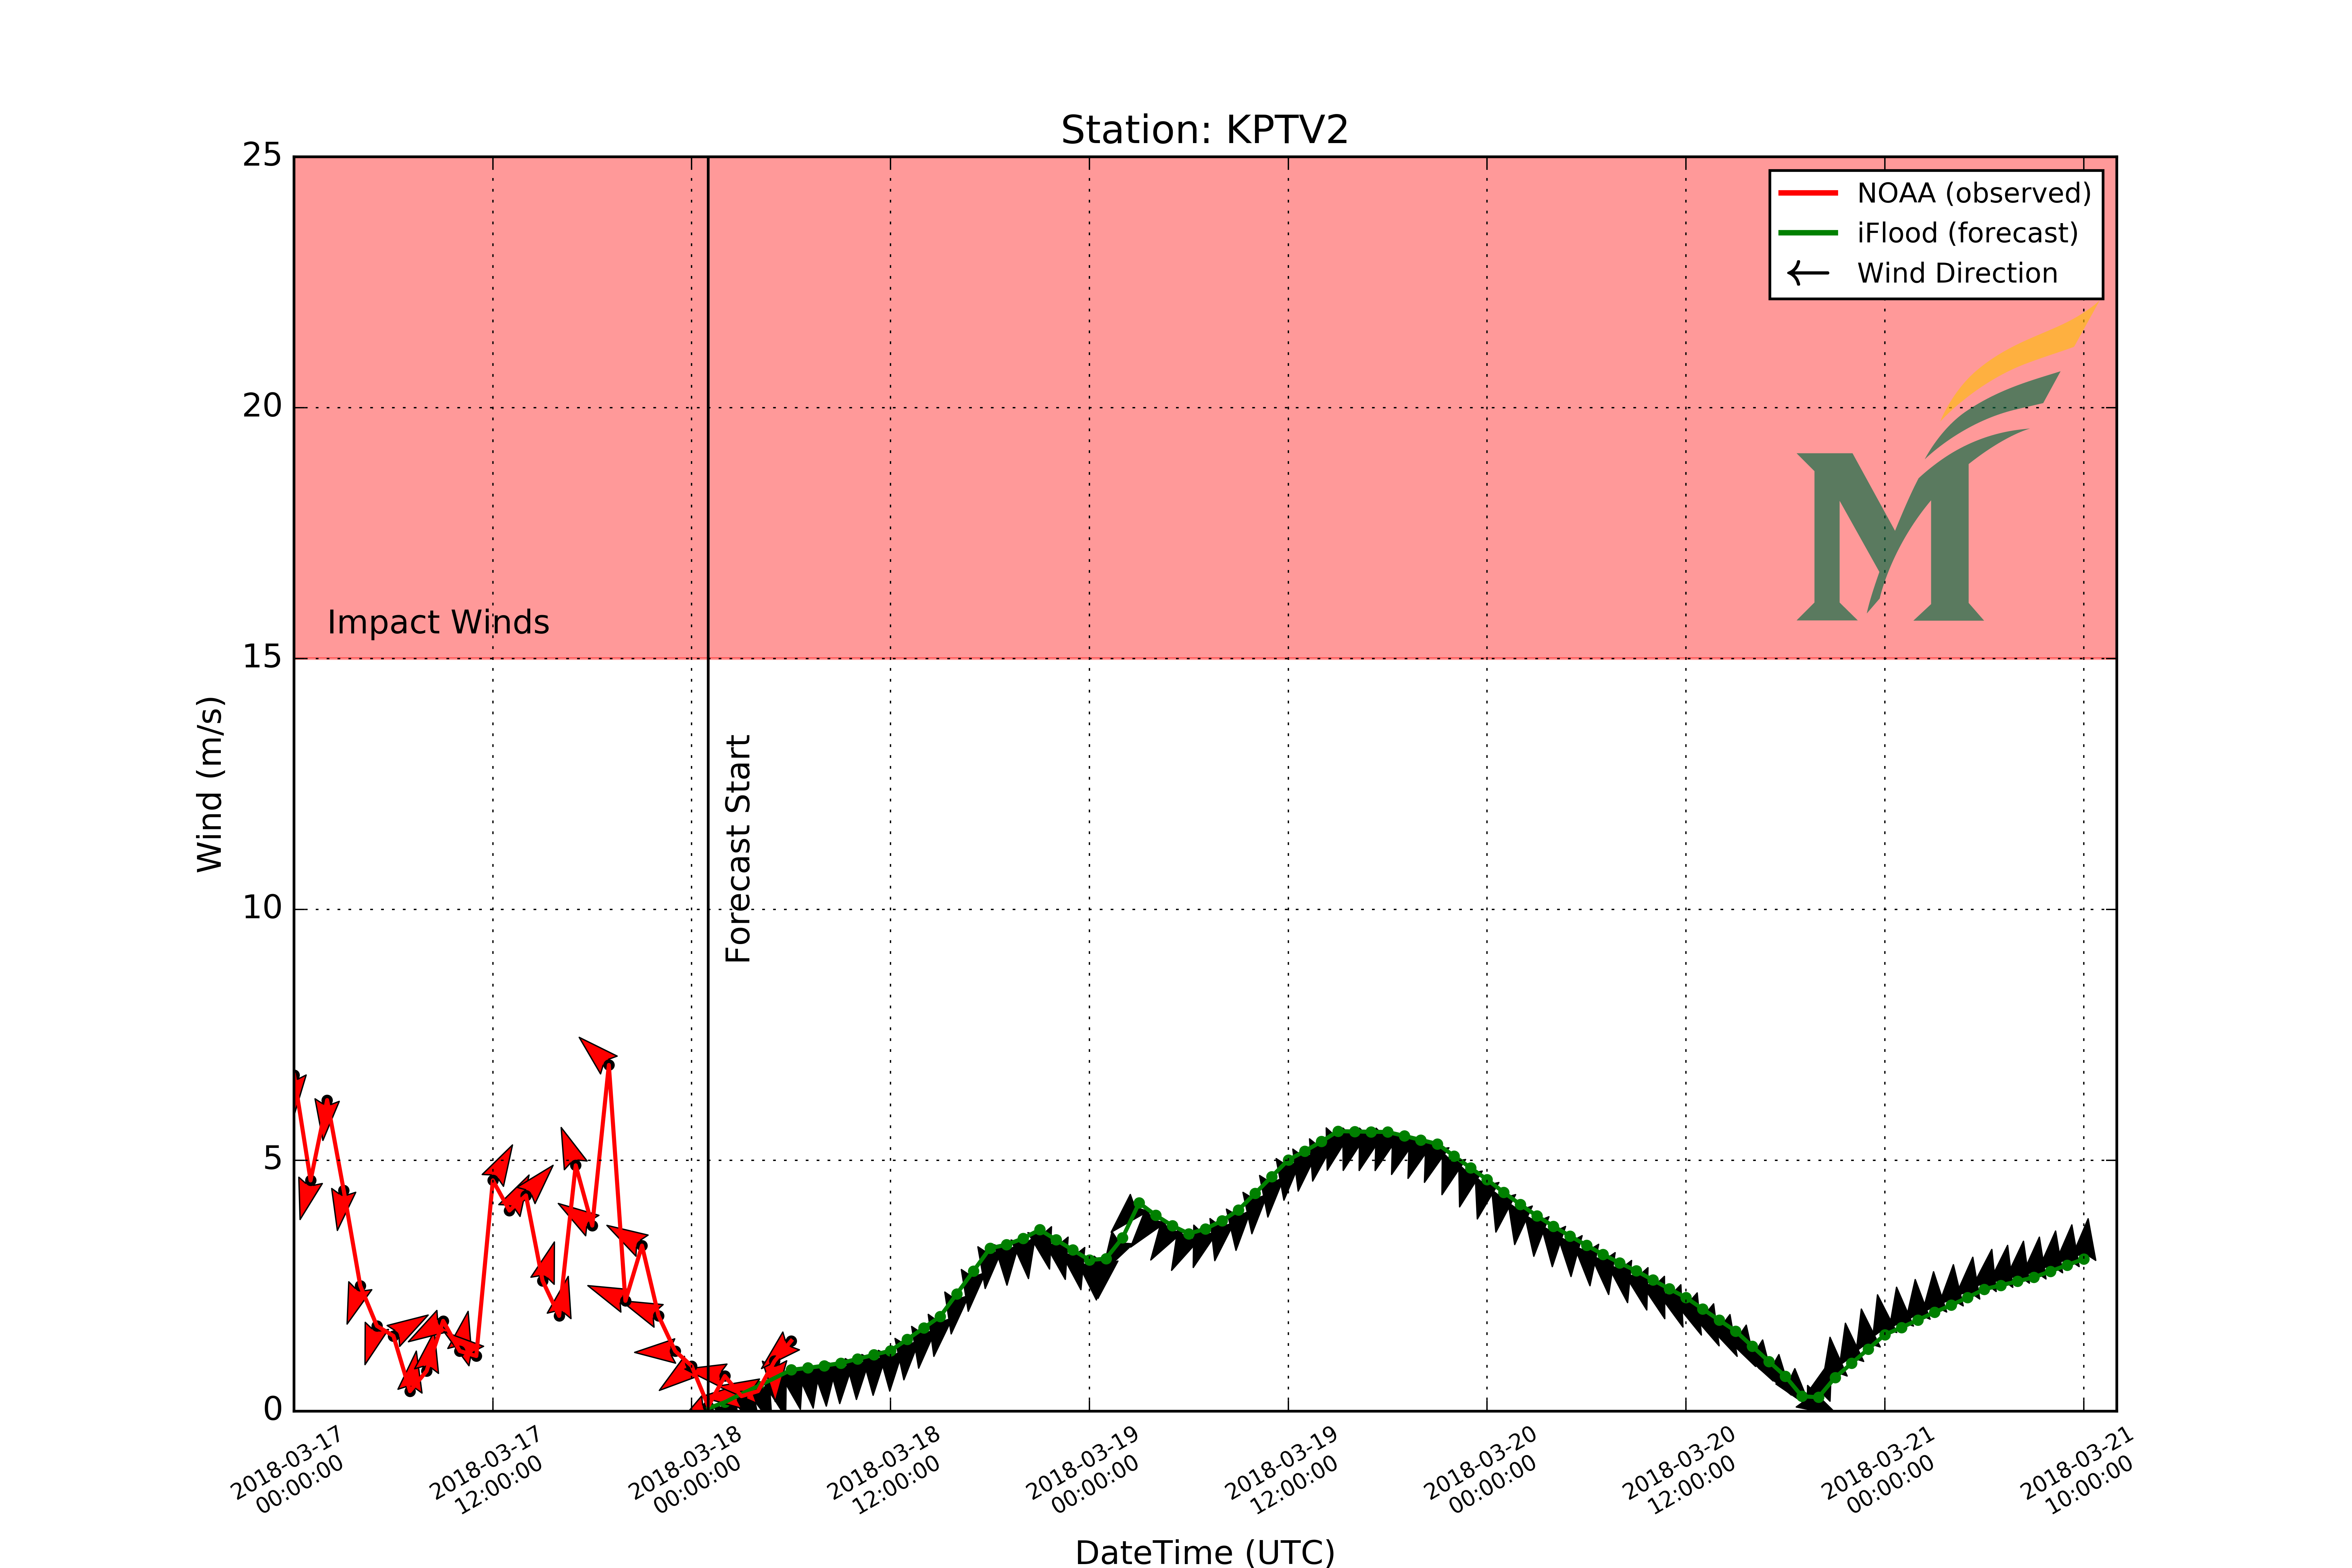 Station: KPTV2
25
20
15
10
5
0
Wind (m/s)
NOAA (observed)
iFlood (forecast)
Wind Direction
M
Impact Winds
Forecast Start
2018-03-17
00:00:00
2018-03-17
12:00:00
2018-03-18
00:00:00
2018-03-18
12:00:00
2018-03-19
00:00:00
2018-03-19
12:00:00
2018-03-20
00:00:00
2018-03-20
12:00:00
2018-03-21
00:00:00
2018-03-21
10:00:00
DateTime (UTC)